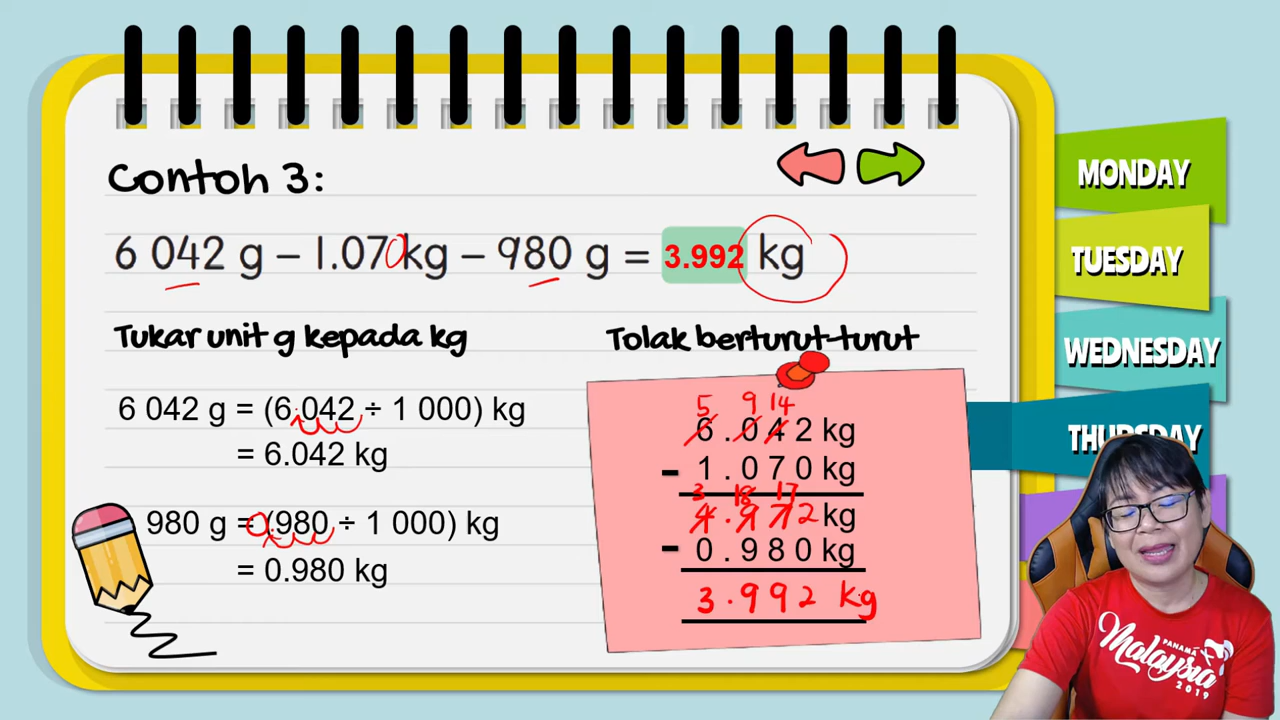 Contoh 3:
6 042 g – 1.070kg – 980 g = 3.992 kg
Tukar unit g kepada kg
6 042 g = (6 042 ÷ 1 000) kg
= 6.042 kg
980 g = (980 ÷ 1 000) kg
= 0.980 kg
Tolak berturut-turut
5 9 14
6 . 0 4 2 kg
- 1 . 0 7 0 kg
3 18 17
4 . 9 7 2 kg
- 0 . 9 8 0 kg
3 . 9 9 2 kg
MONDAY
TUESDAY
WEDNESDAY
THURSDAY
PANAMA
Malaysia
2019